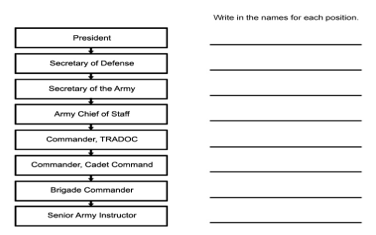 Write in the names for each position.
President
Secretary of Defense
Secretary of the Army
Army Chief of Staff
Commander, TRADOC
Commander, Cadet Command
Brigade Commander
Senior Army Instructor